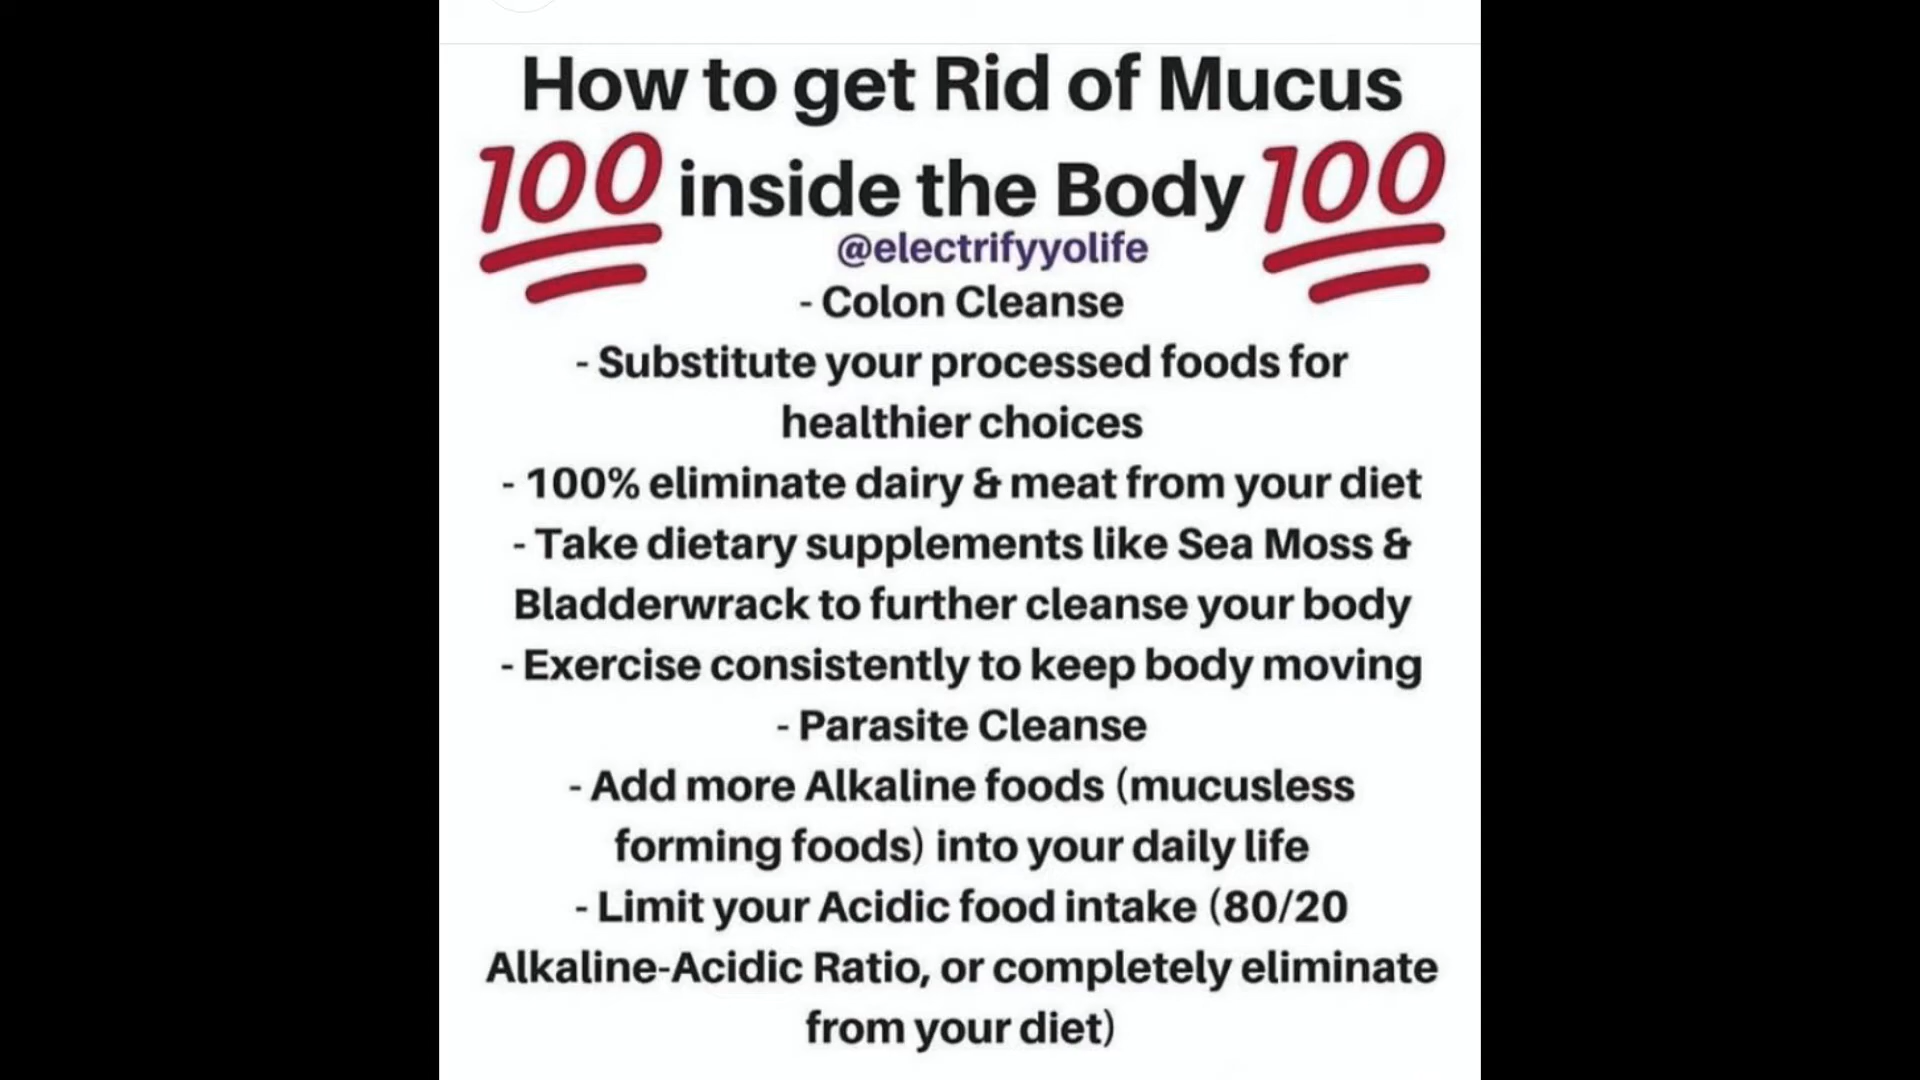 How to get Rid of Mucus
💯 inside the Body 💯
@electrifyyolife
- Colon Cleanse
- Substitute your processed foods for
healthier choices
- 100% eliminate dairy & meat from your diet
- Take dietary supplements like Sea Moss &
Bladderwrack to further cleanse your body
- Exercise consistently to keep body moving
- Parasite Cleanse
- Add more Alkaline foods (mucusless
forming foods) into your daily life
- Limit your Acidic food intake (80/20
Alkaline-Acidic Ratio, or completely eliminate
from your diet)